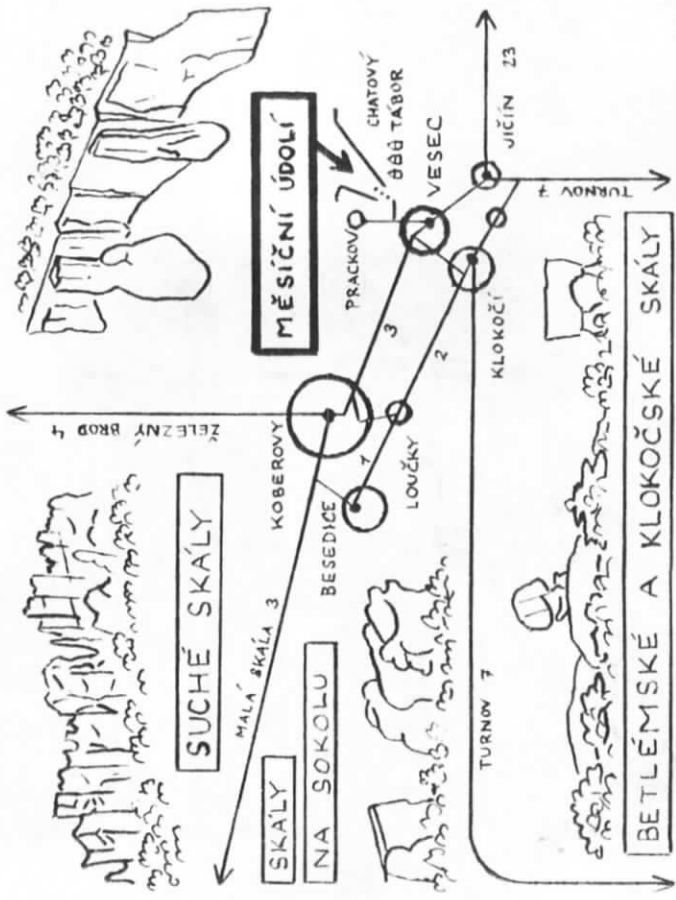 SUCHÉ SKÁLY
ŽELEZNÝ BROD 4
MALÁ SKÁLA 3
SKÁLY
NA SOKOLU
KOBEROVY
BESEDICE
MĚSÍČNÍ ÚDOLÍ
CHATOVÝ
TÁBOR
PRACKOV
VESEC
3
1
2
LOUČKY
KLOKOČÍ
JIČÍN 23
TURNOV 7
TURNOV 7
BETLÉMSKÉ A KLOKOČSKÉ SKÁLY